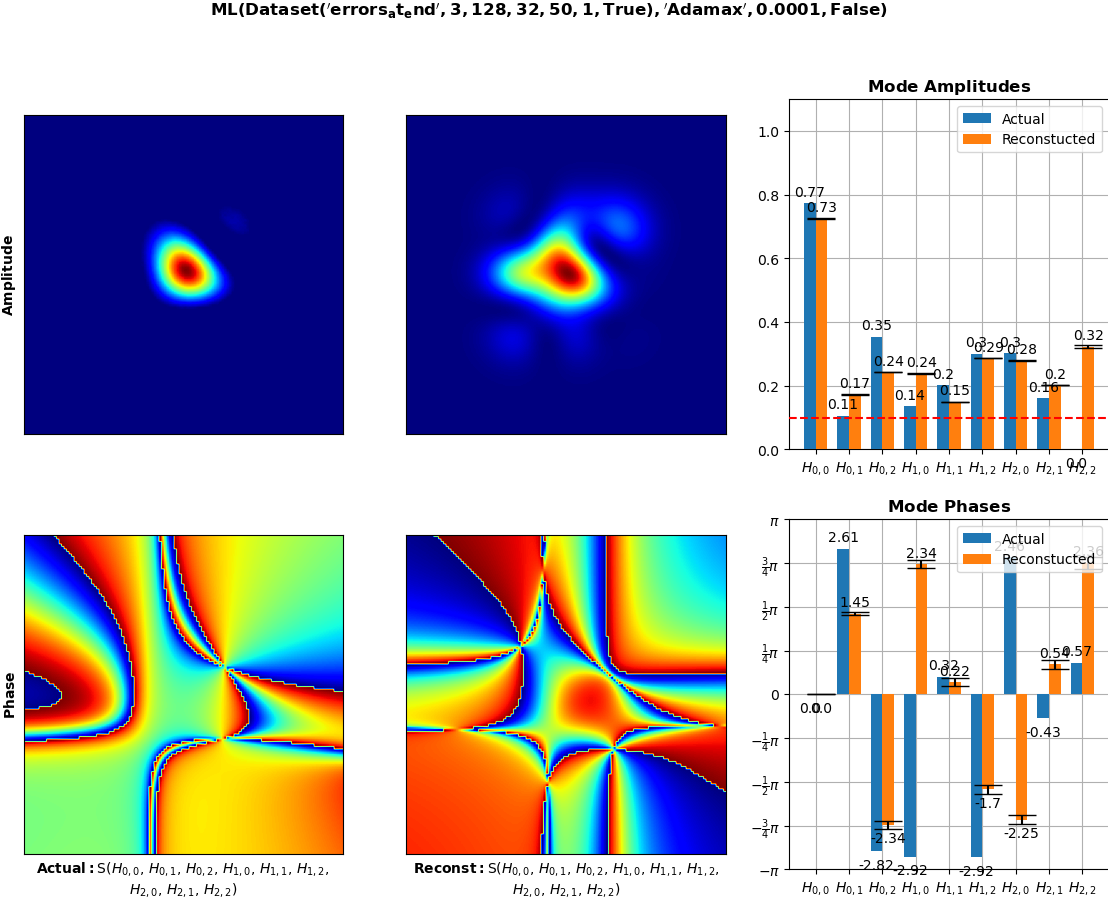 ML(Dataset('errors_at_end', 3, 128, 32, 50, 1, True), 'Adamax', 0.0001, False)
Amplitude
Mode Amplitudes
Actual
Reconstucted
1.0
0.8
0.6
0.4
0.2
0.0
0.77
0.73
0.11
0.17
0.35
0.24
0.14
0.24
0.2
0.15
0.3
0.29
0.3
0.28
0.16
0.2
0.0
0.32
H0,0 H0,1 H0,2 H1,0 H1,1 H1,2 H2,0 H2,1 H2,2
Phase
Mode Phases
Actual
Reconstucted
π
3/4π
1/2π
1/4π
0
−1/4π
−1/2π
−3/4π
−π
0.0
0.0
2.61
1.45
-2.82
-2.34
-2.92
2.34
0.32
0.22
-2.92
-1.7
2.46
-2.25
-0.43
0.54
0.57
2.36
H0,0 H0,1 H0,2 H1,0 H1,1 H1,2 H2,0 H2,1 H2,2
Actual: S(H0,0, H0,1, H0,2, H1,0, H1,1, H1,2,
H2,0, H2,1, H2,2)
Reconst: S(H0,0, H0,1, H0,2, H1,0, H1,1, H1,2,
H2,0, H2,1, H2,2)